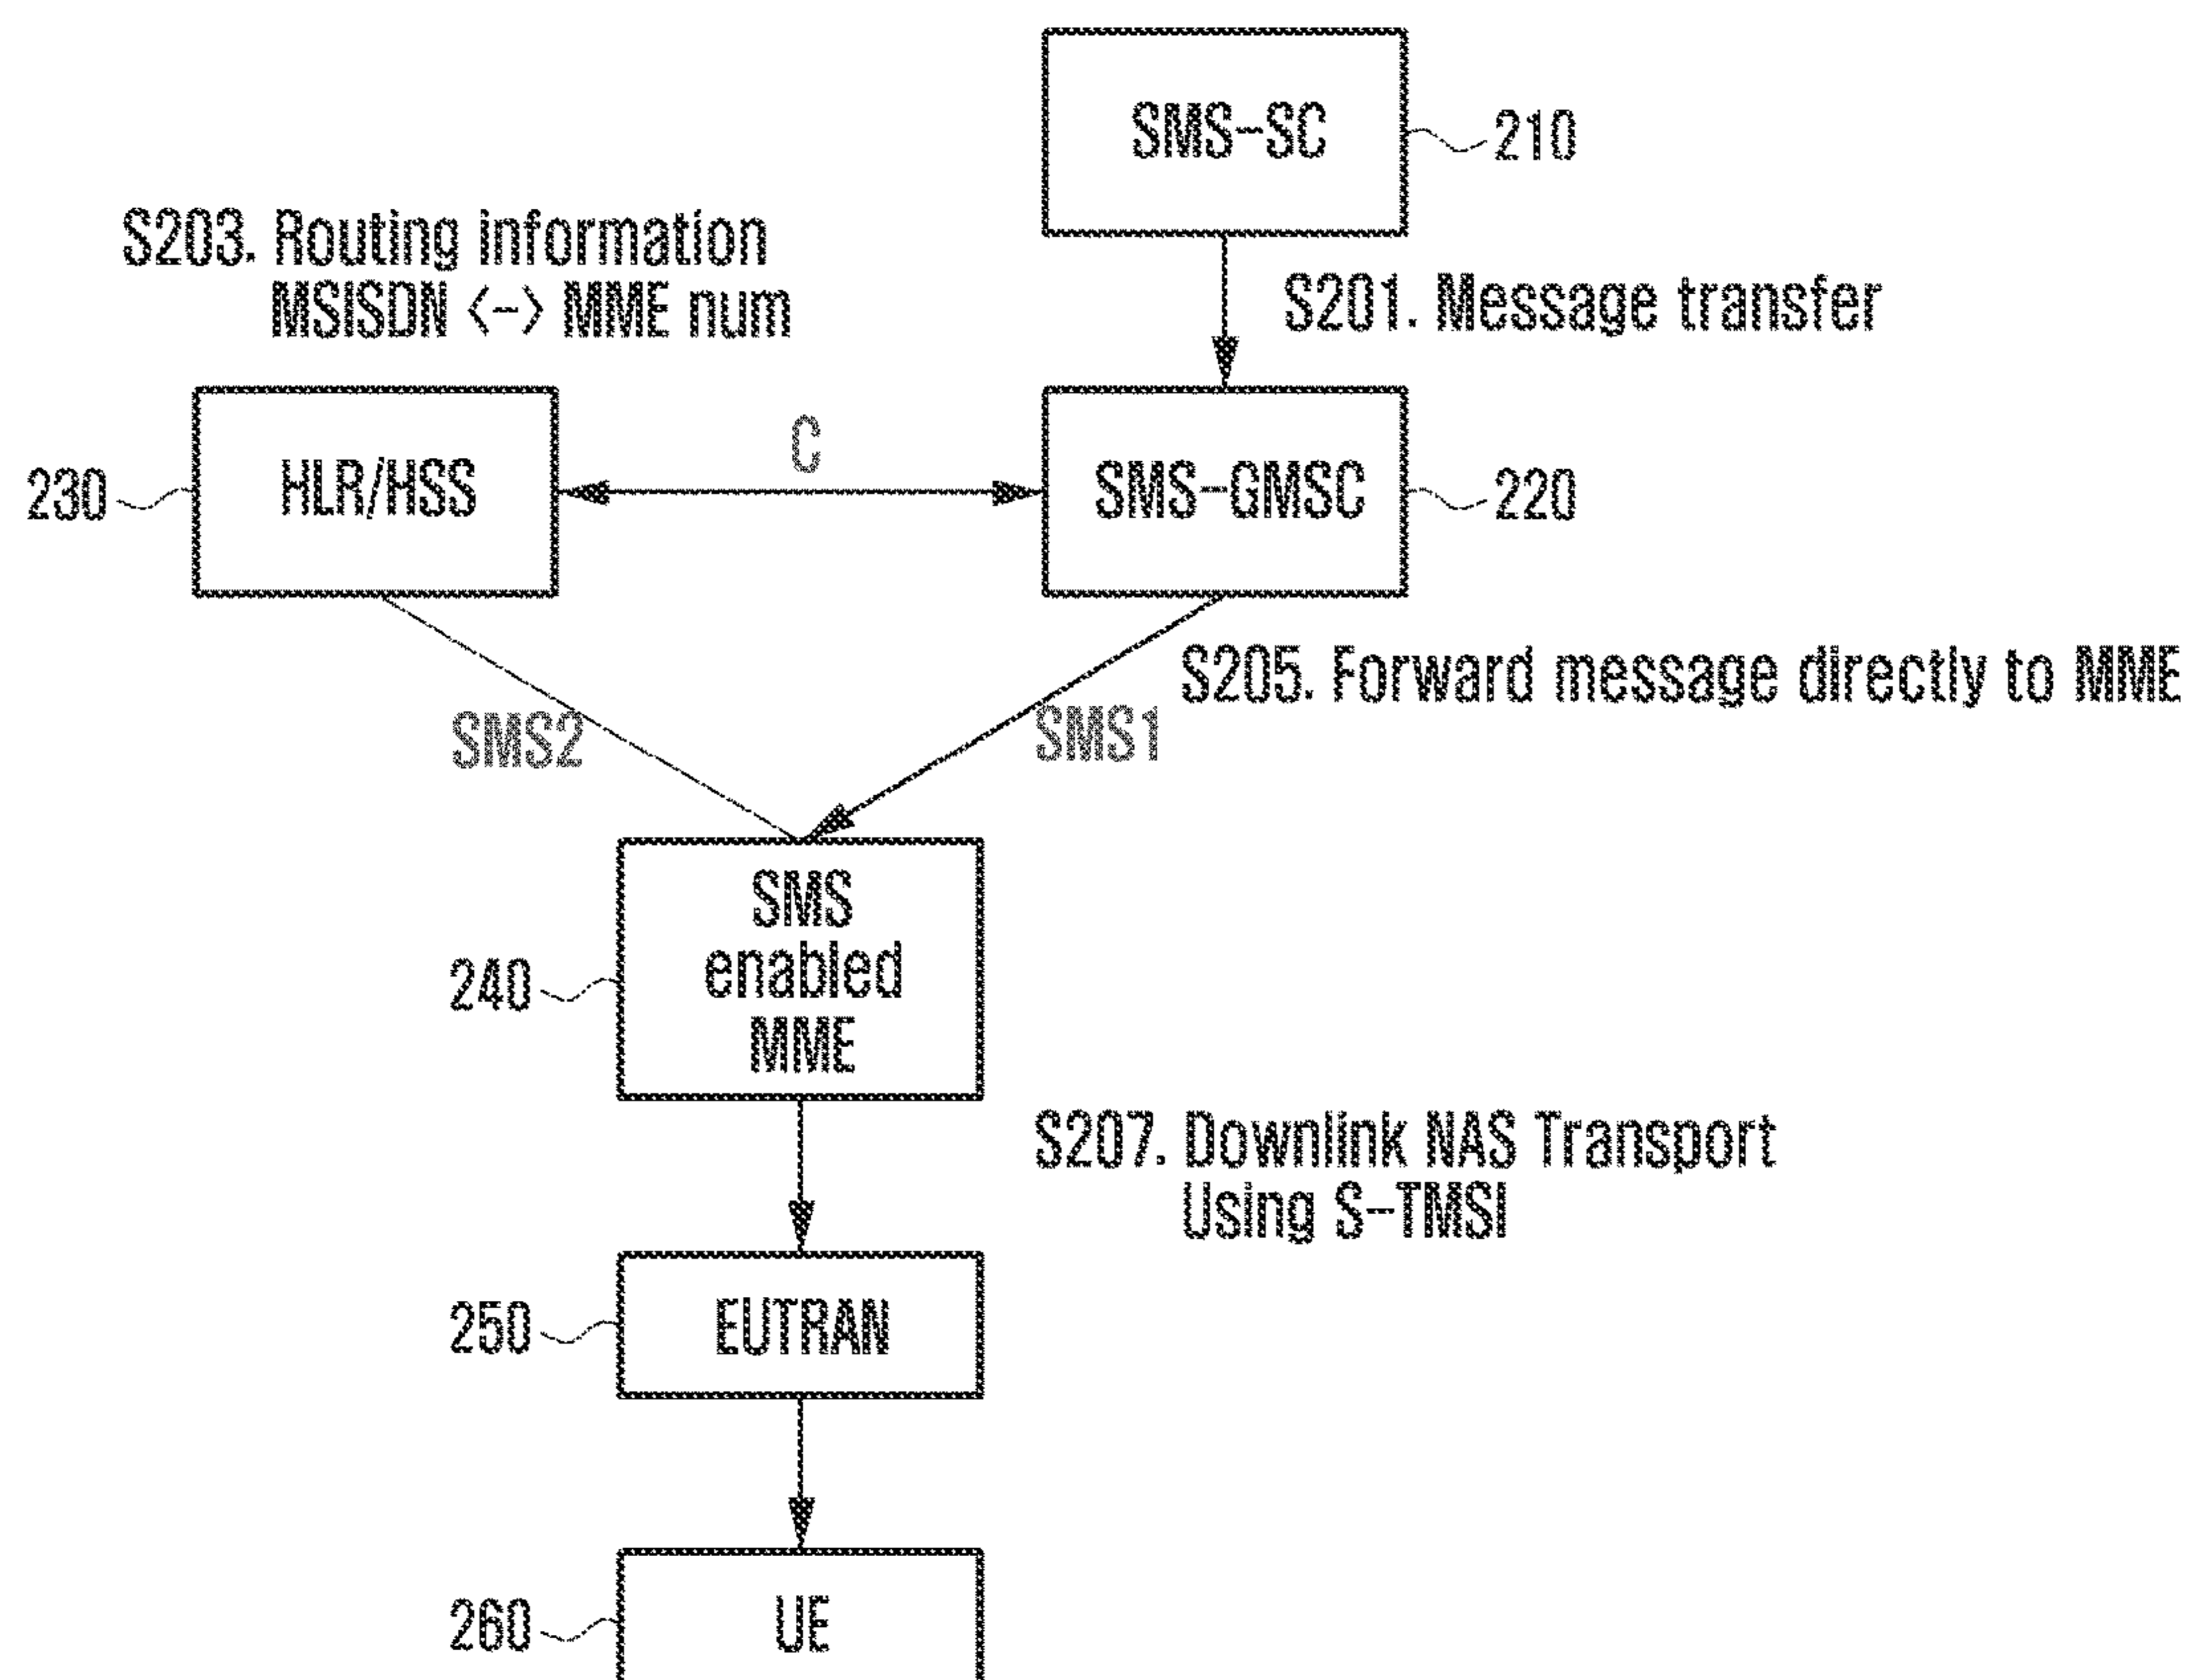 SMS-SC
210
S203. Routing information
MSISDN <-> MME num
S201. Message transfer
230
HLR/HSS
C
SMS-GMSC
220
S205. Forward message directly to MME
SMS2
SMS1
SMS
enabled
MME
240
S207. Downlink NAS Transport
Using S-TMSI
250
EUTRAN
260
UE